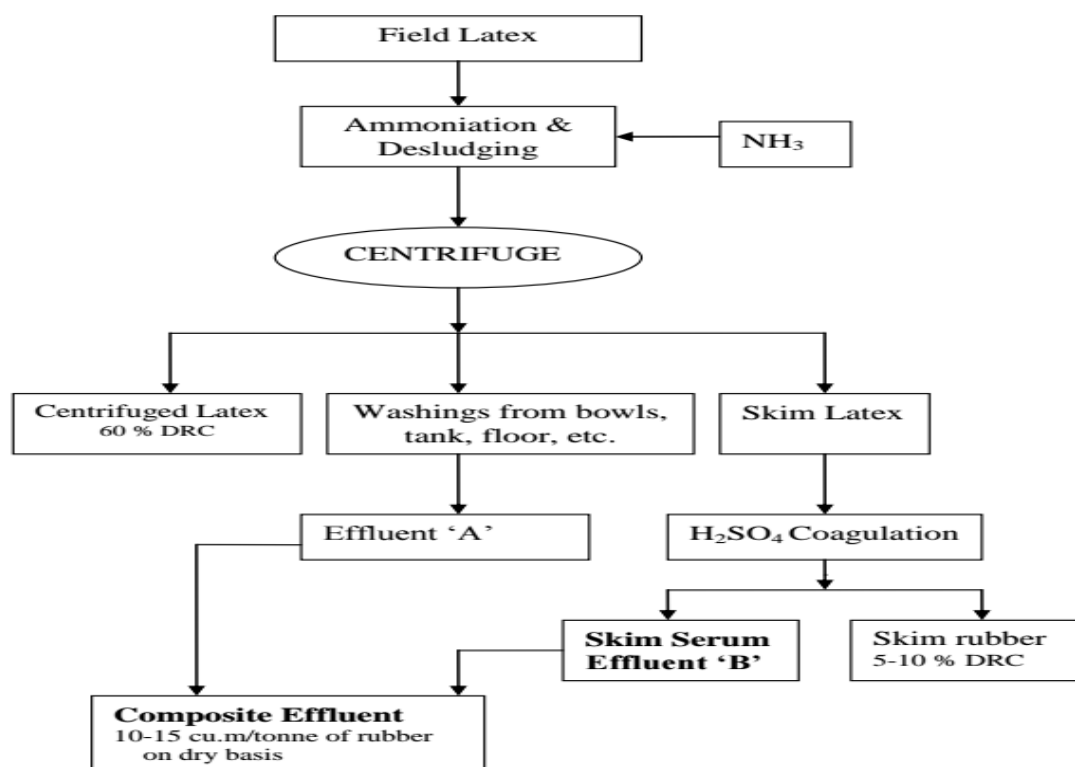 Field Latex
Ammoniation &
Desludging
NH₃
CENTRIFUGE
Centrifuged Latex
60 % DRC
Washings from bowls,
tank, floor, etc.
Skim Latex
Effluent ‘A’
H₂SO₄ Coagulation
Skim Serum
Effluent ‘B’
Skim rubber
5-10 % DRC
Composite Effluent
10-15 cu.m/tonne of rubber
on dry basis